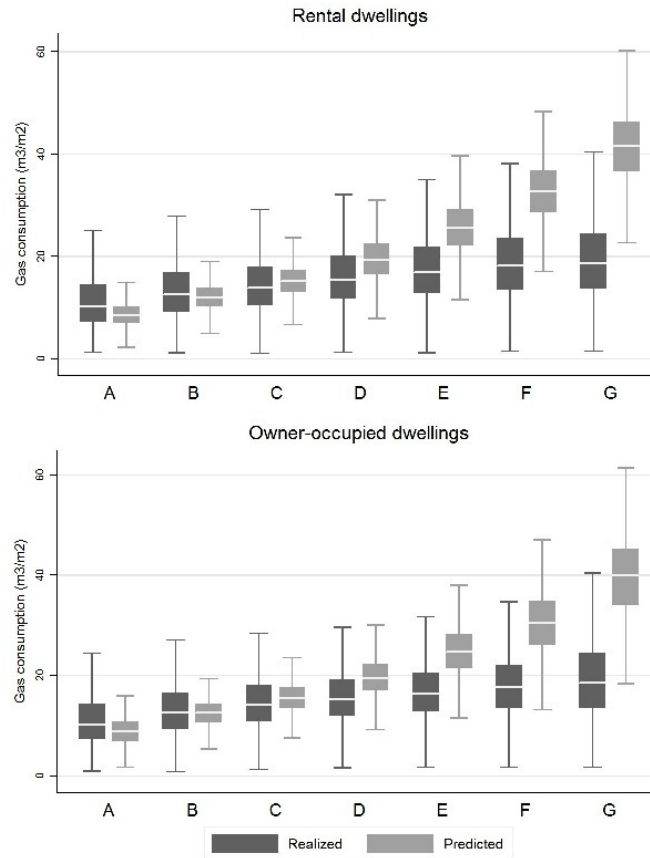 Rental dwellings
Gas consumption (m3/m2)
60
40
20
0
A B C D E F G
Owner-occupied dwellings
Gas consumption (m3/m2)
60
40
20
0
A B C D E F G
Realized Predicted